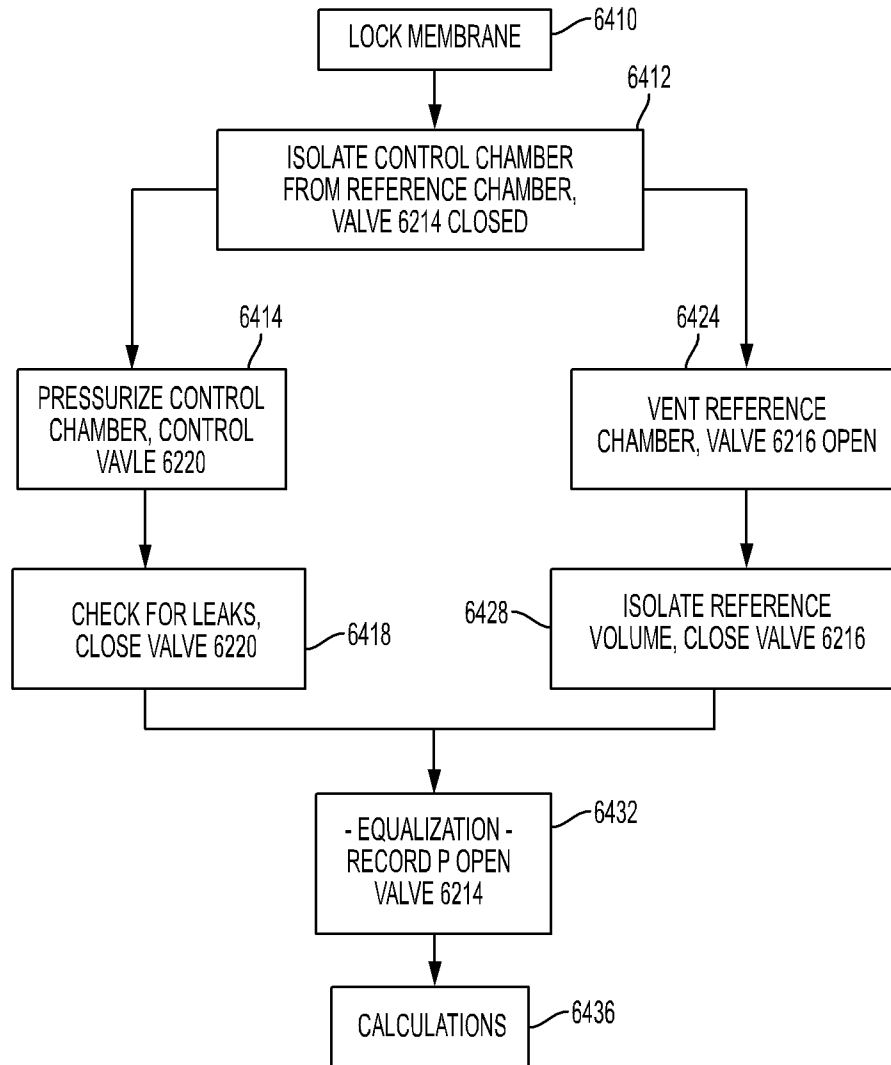 LOCK MEMBRANE
6410
6412
ISOLATE CONTROL CHAMBER
FROM REFERENCE CHAMBER,
VALVE 6214 CLOSED
6414
PRESSURIZE CONTROL
CHAMBER, CONTROL
VAVLE 6220
6424
VENT REFERENCE
CHAMBER, VALVE 6216 OPEN
CHECK FOR LEAKS,
CLOSE VALVE 6220
6418
6428
ISOLATE REFERENCE
VOLUME, CLOSE VALVE 6216
- EQUALIZATION -
RECORD P OPEN
VALVE 6214
6432
CALCULATIONS
6436